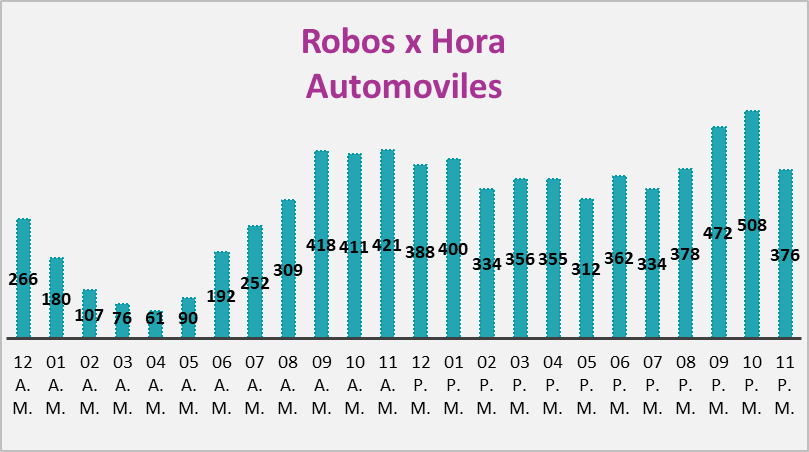 Robos x Hora
Automoviles
266 180 107 76 61 90 192 252 309 418 411 421 388 400 334 356 355 312 362 334 378 472 508 376
12 01 02 03 04 05 06 07 08 09 10 11 12 01 02 03 04 05 06 07 08 09 10 11
A. A. A. A. A. A. A. A. A. A. A. A. P. P. P. P. P. P. P. P. P. P. P. P.
M. M. M. M. M. M. M. M. M. M. M. M. M. M. M. M. M. M. M. M. M. M. M. M.